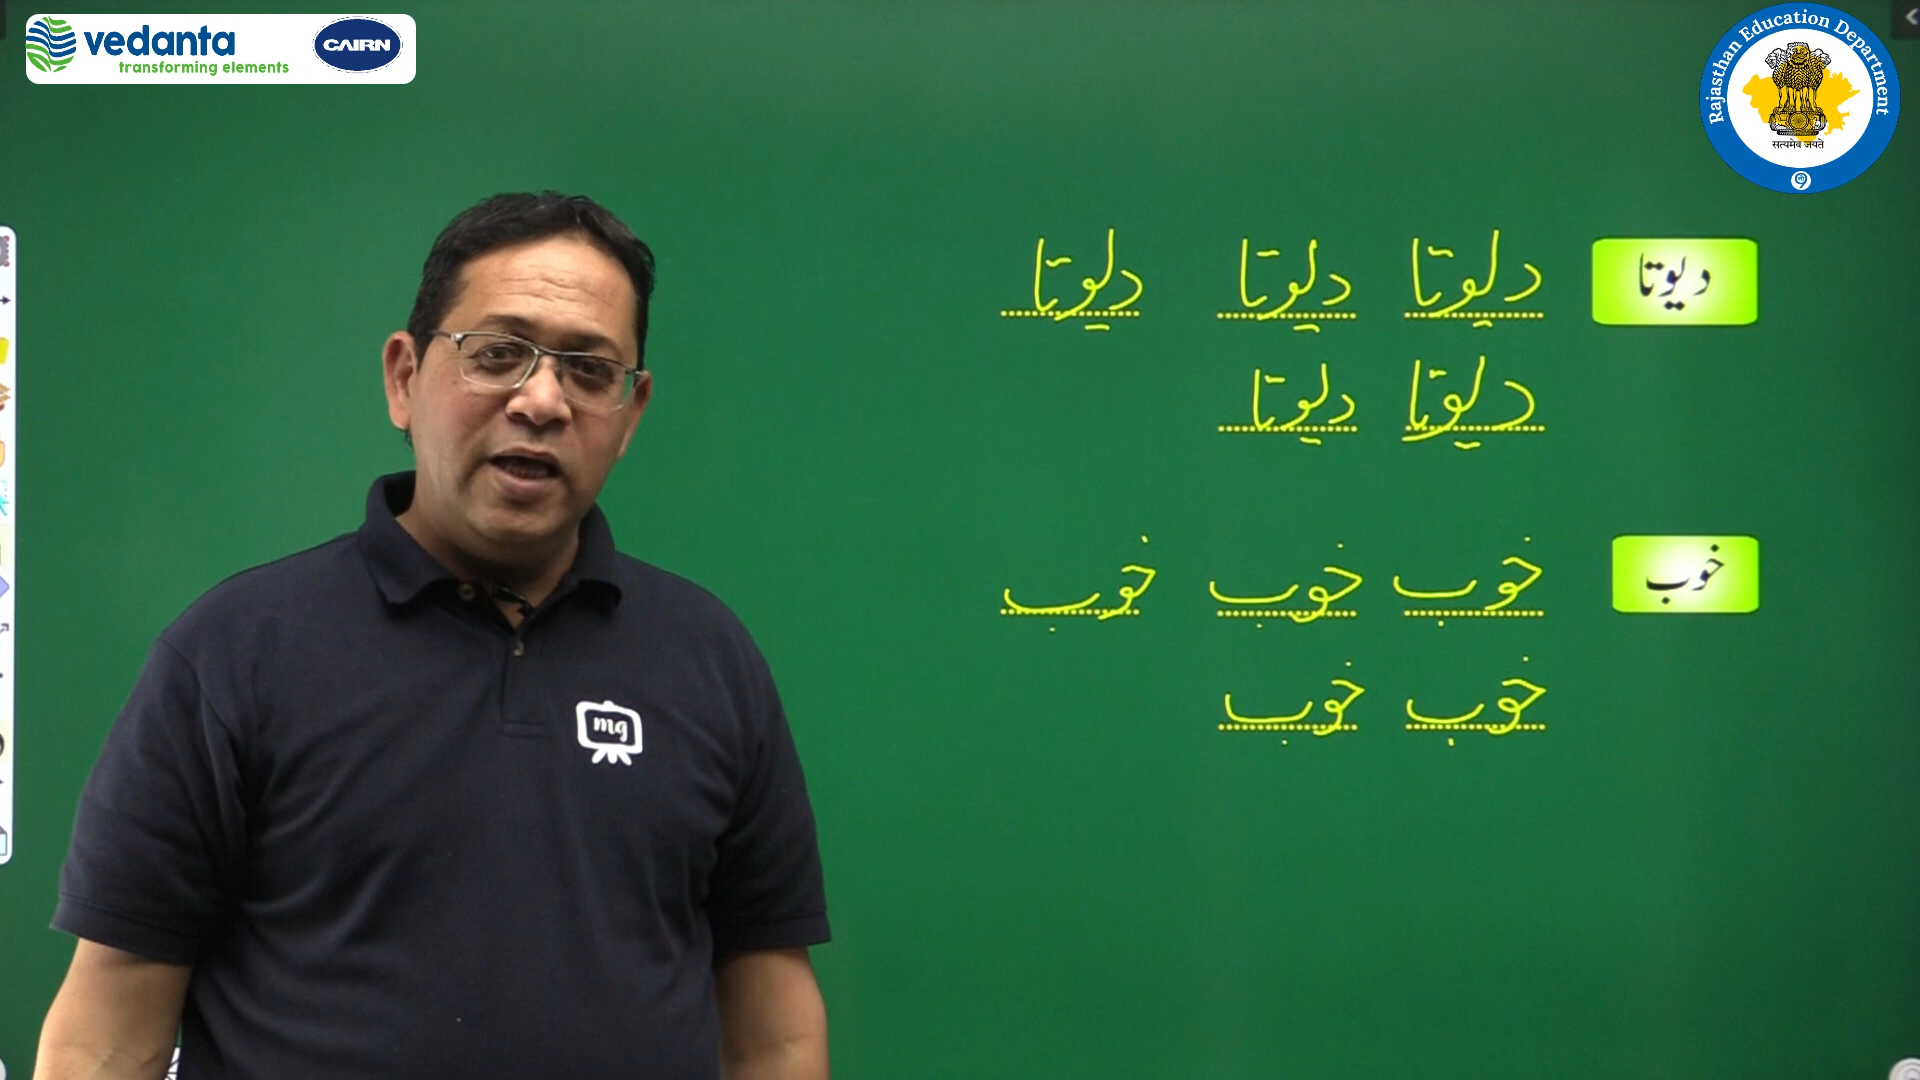 vedanta
transforming elements
CAIRN
Rajasthan Education Department
सत्यमेव जयते
دیوتا دیوتا دیوتا دیوتا
دیوتا دیوتا
خوب خوب خوب خوب
خوب خوب
mg